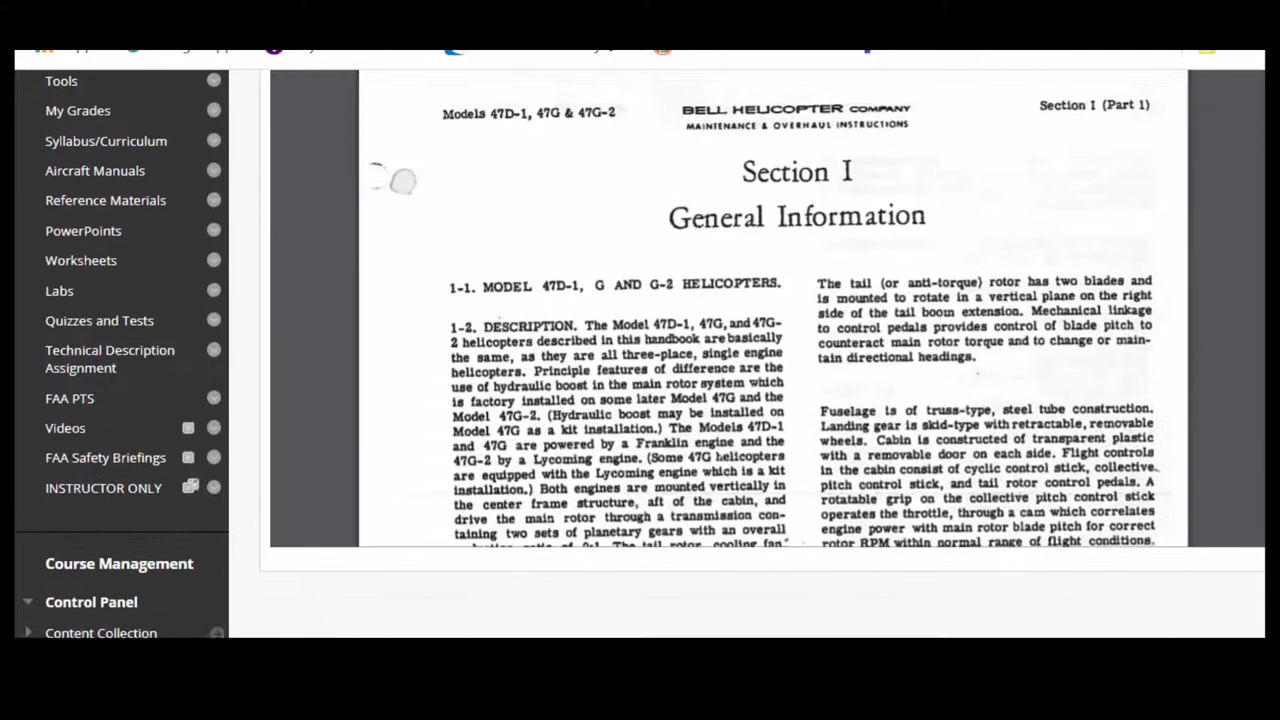 Tools
My Grades
Syllabus/Curriculum
Aircraft Manuals
Reference Materials
PowerPoints
Worksheets
Labs
Quizzes and Tests
Technical Description
Assignment
FAA PTS
Videos
FAA Safety Briefings
INSTRUCTOR ONLY
Course Management
Control Panel
Content Collection
Models 47D-1, 47G & 47G-2
BELL HELICOPTER COMPANY
MAINTENANCE & OVERHAUL INSTRUCTIONS
Section I (Part 1)
Section I
General Information
1-1. MODEL 47D-1, G AND G-2 HELICOPTERS.
1-2. DESCRIPTION. The Model 47D-1, 47G, and 47G-
2 helicopters described in this handbook are basically
the same, as they are all three-place, single engine
helicopters. Principle features of difference are the
use of hydraulic boost in the main rotor system which
is factory installed on some later Model 47G and the
Model 47G-2. (Hydraulic boost may be installed on
Model 47G as a kit installation.) The Models 47D-1
and 47G are powered by a Franklin engine and the
47G-2 by a Lycoming engine. (Some 47G helicopters
are equipped with the Lycoming engine which is a kit
installation.) Both engines are mounted vertically in
the center frame structure, aft of the cabin, and
drive the main rotor through a transmission con-
taining two sets of planetary gears with an overall
The tail rotor, cooling fan,
The tail (or anti-torque) rotor has two blades and
is mounted to rotate in a vertical plane on the right
side of the tail boom extension. Mechanical linkage
to control pedals provides control of blade pitch to
counteract main rotor torque and to change or main-
tain directional headings.
Fuselage is of truss-type, steel tube construction.
Landing gear is skid-type with retractable, removable
wheels. Cabin is constructed of transparent plastic
with a removable door on each side. Flight controls
in the cabin consist of cyclic control stick, collective
pitch control stick, and tail rotor control pedals. A
rotatable grip on the collective pitch control stick
operates the throttle, through a cam which correlates
engine power with main rotor blade pitch for correct
rotor RPM within normal range of flight conditions.